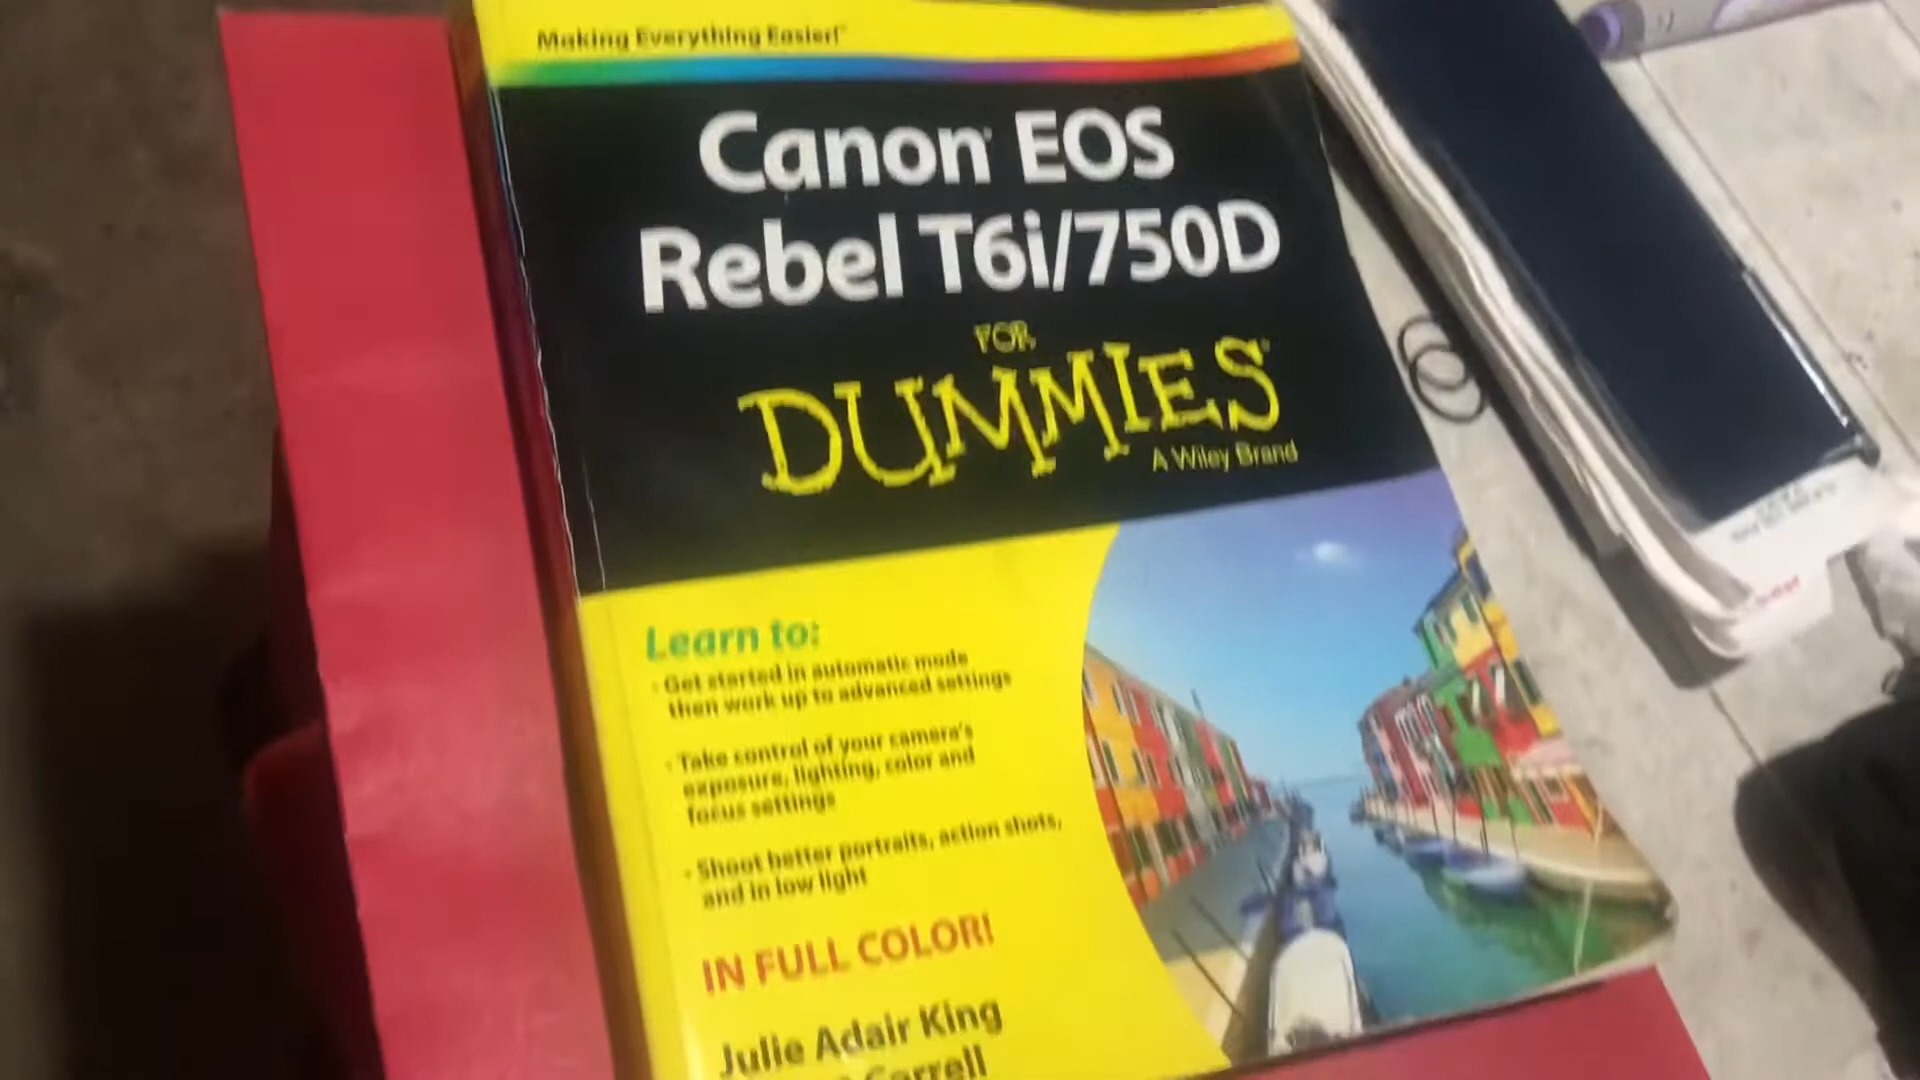 Making Everything Easier!™
Canon® EOS
Rebel T6i/750D
FOR
DUMMIES®
A Wiley Brand
Learn to:
• Get started in automatic mode
then work up to advanced settings
• Take control of your camera's
exposure, lighting, color and
focus settings
• Shoot better portraits, action shots,
and in low light
IN FULL COLOR!
Julie Adair King
Correll